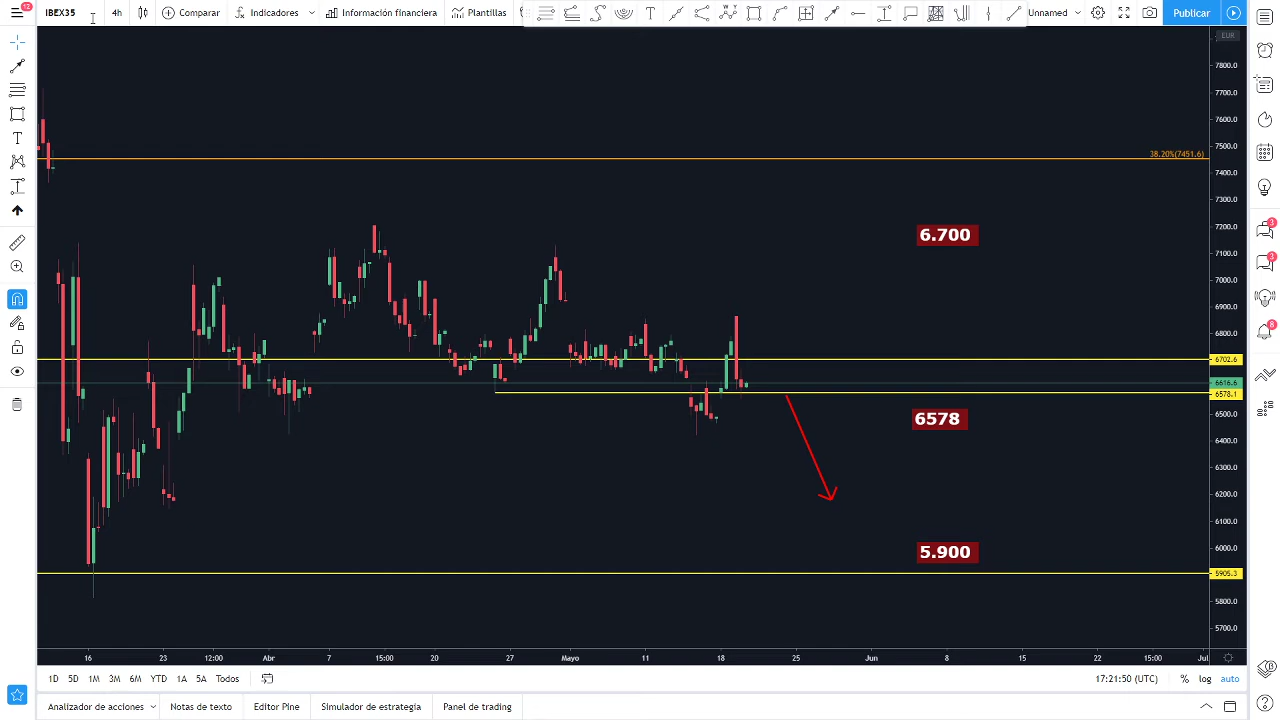 12
IBEX35
4h
Comparar
Indicadores
Información financiera
Plantillas
T
Unnamed
Publicar
EUR
7800.0
7700.0
7600.0
7500.0
38.20%(7451.6)
7400.0
7300.0
7200.0
6.700
7100.0
7000.0
6900.0
6800.0
6702.6
6616.6
6578.1
6578
6500.0
6400.0
6300.0
6200.0
6100.0
6000.0
5.900
5905.3
5800.0
5700.0
16
23
12:00
Abr
7
15:00
20
27
Mayo
11
18
25
Jun
8
15
22
15:00
Jul
1D
5D
1M
3M
6M
YTD
1A
5A
Todos
17:21:50 (UTC)
%
log
auto
Analizador de acciones
Notas de texto
Editor Pine
Simulador de estrategia
Panel de trading
3
3
8